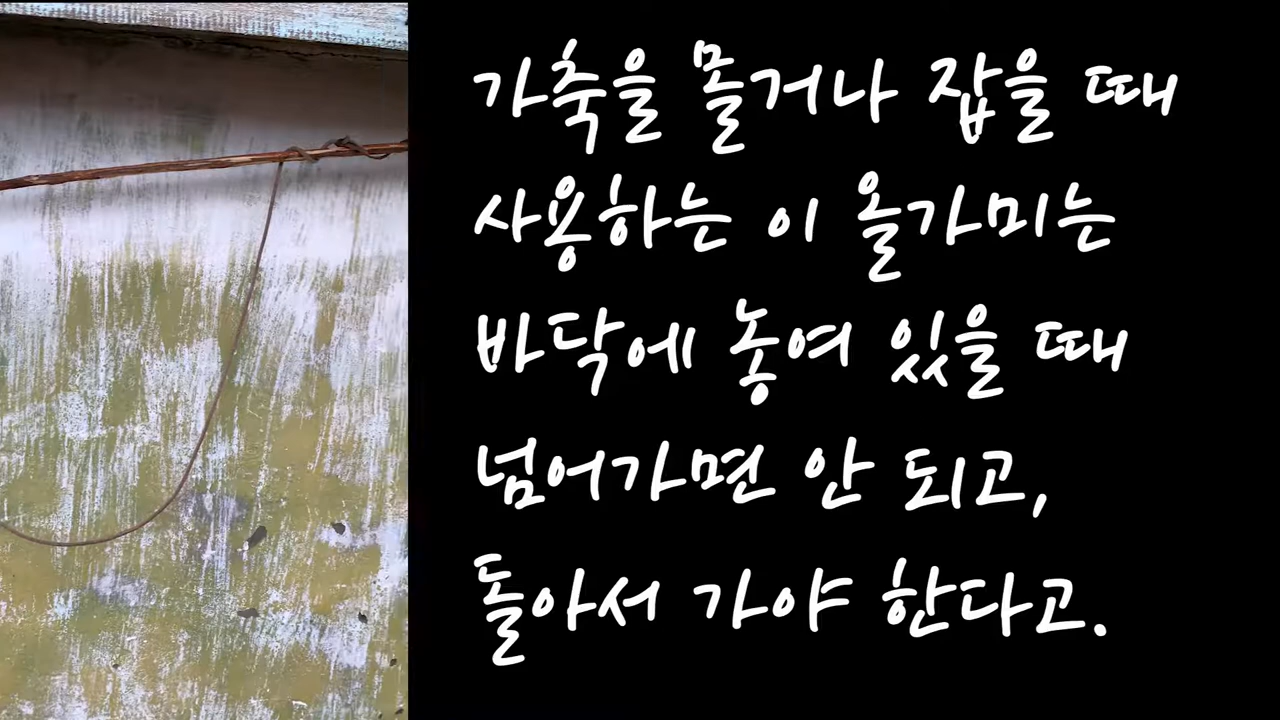 가축을 몰거나 잡을 때
사용하는 이 올가미는
바닥에 놓여 있을 때
넘어가면 안 되고,
돌아서 가야 한다고.